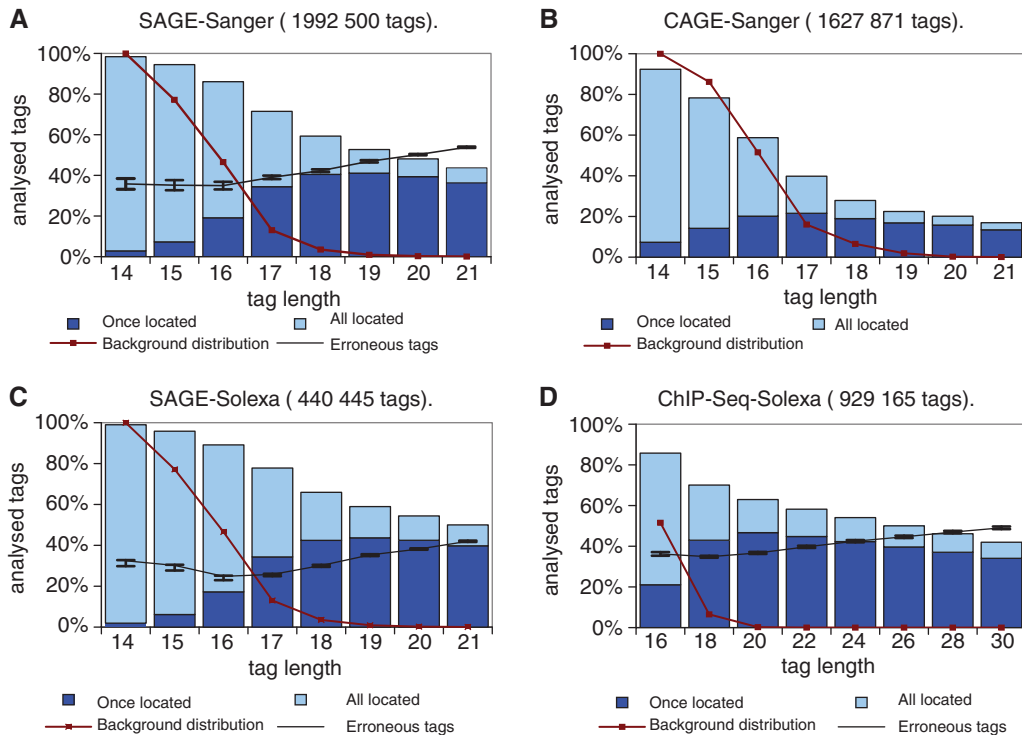 A
SAGE-Sanger ( 1992 500 tags).
100%
80%
60%
40%
20%
0%
analysed tags
14 15 16 17 18 19 20 21
tag length
Once located
All located
Background distribution
Erroneous tags
B
CAGE-Sanger ( 1627 871 tags).
100%
80%
60%
40%
20%
0%
analysed tags
14 15 16 17 18 19 20 21
tag length
Once located
All located
Background distribution
C
SAGE-Solexa ( 440 445 tags).
100%
80%
60%
40%
20%
0%
analysed tags
14 15 16 17 18 19 20 21
tag length
Once located
All located
Background distribution
Erroneous tags
D
ChIP-Seq-Solexa ( 929 165 tags).
100%
80%
60%
40%
20%
0%
analysed tags
16 18 20 22 24 26 28 30
tag length
Once located
All located
Background distribution
Erroneous tags